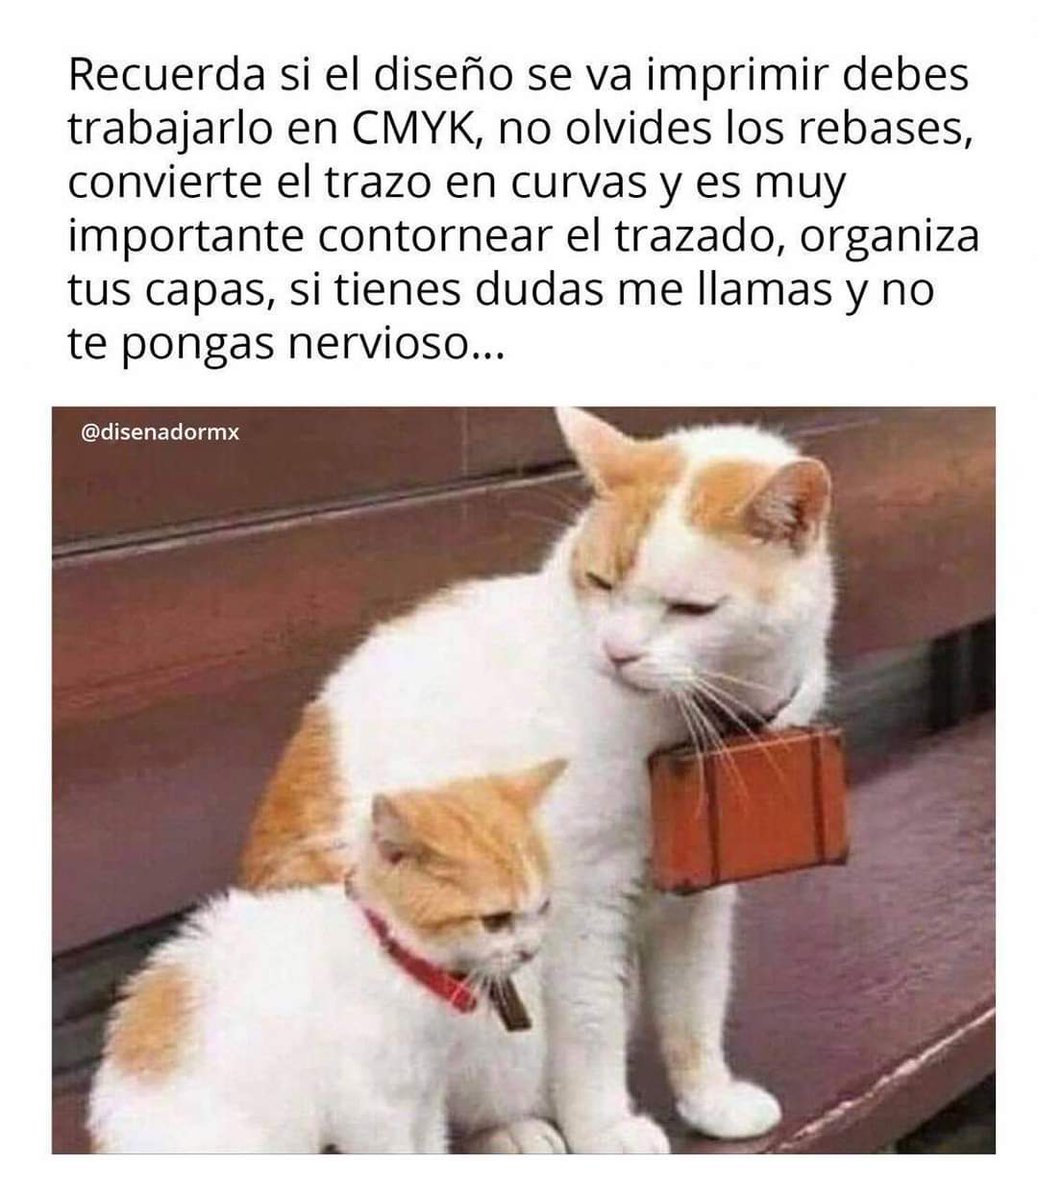 Recuerda si el diseño se va imprimir debes
trabajarlo en CMYK, no olvides los rebases,
convierte el trazo en curvas y es muy
importante contornear el trazado, organiza
tus capas, si tienes dudas me llamas y no
te pongas nervioso...
@disenadormx